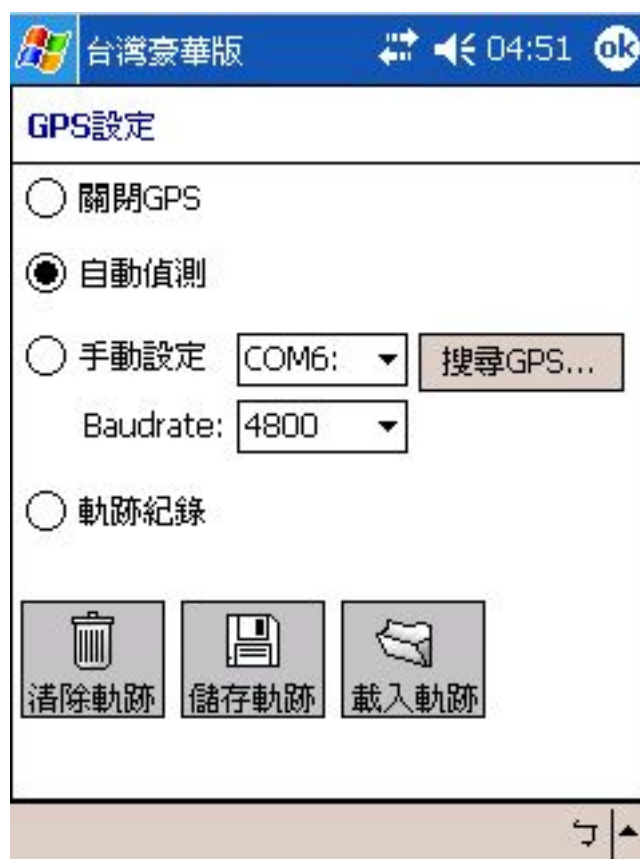 台灣豪華版 04:51 ok
GPS設定
關閉GPS
自動偵測
手動設定 COM6: 搜尋GPS...
Baudrate: 4800
軌跡紀錄
清除軌跡 儲存軌跡 載入軌跡
ㄅ